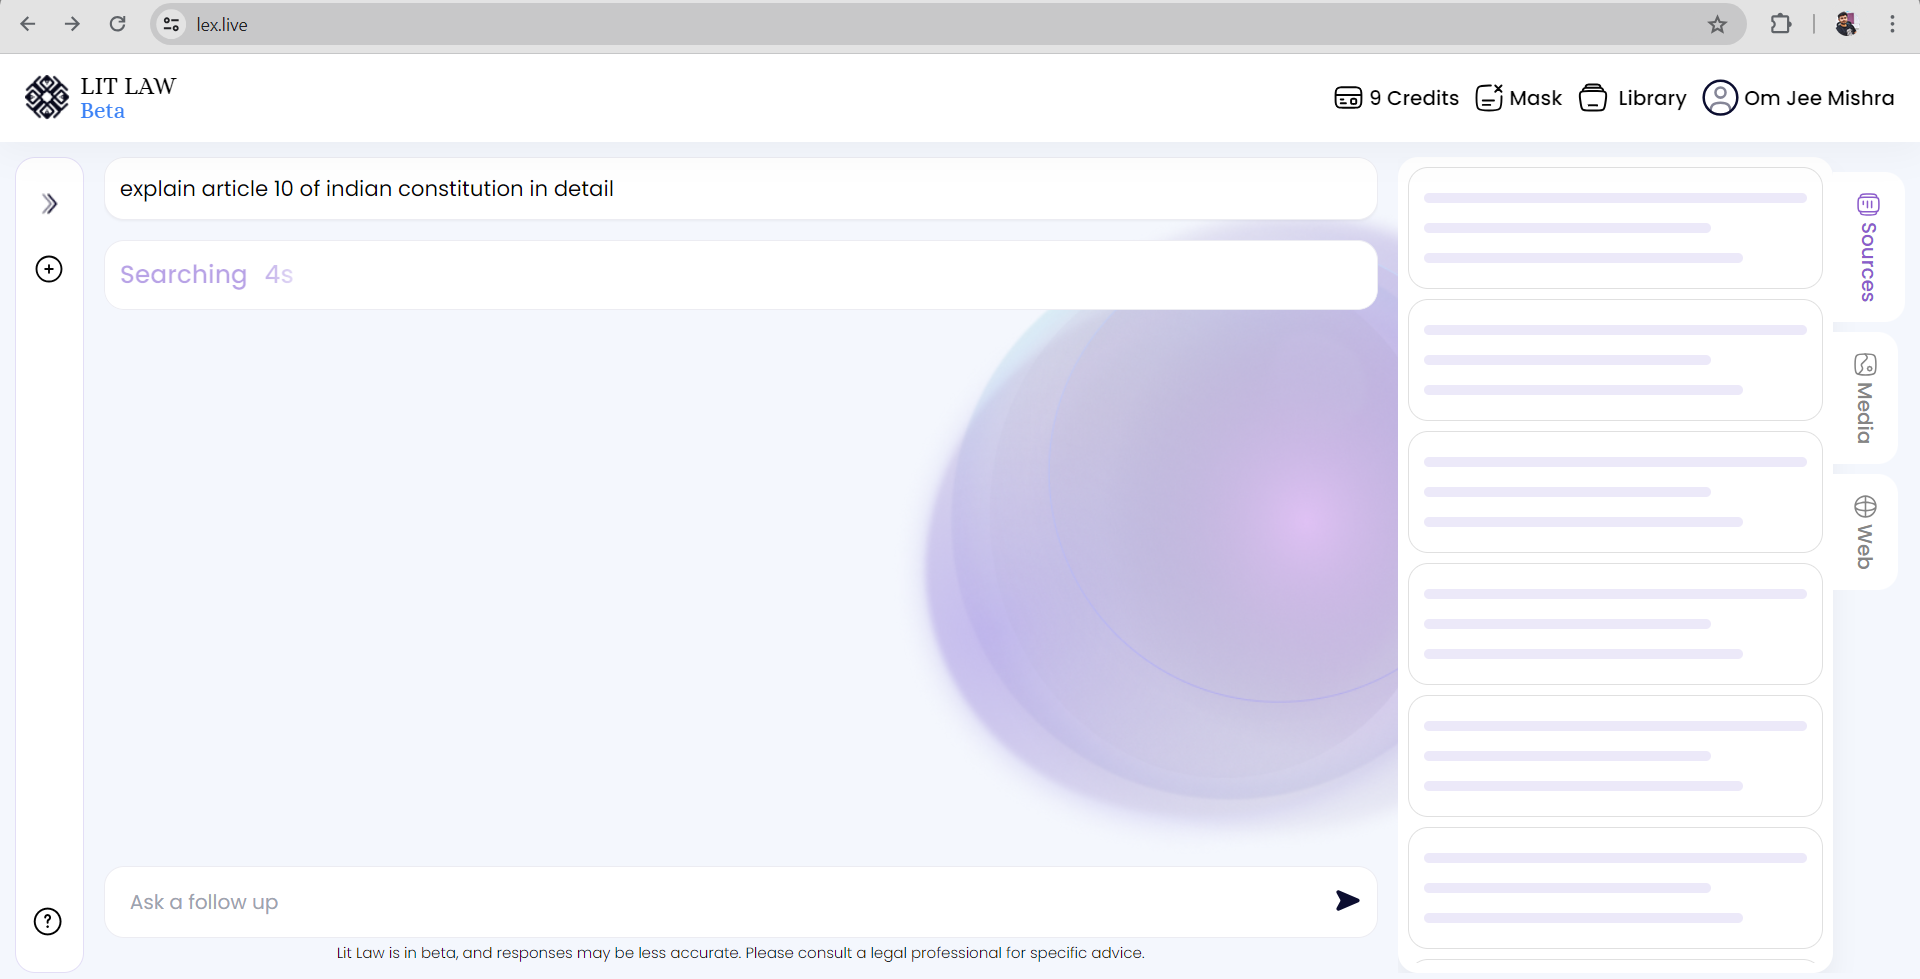 lex.live
LIT LAW
Beta
9 Credits
Mask
Library
Om Jee Mishra
explain article 10 of indian constitution in detail
Searching 4s
Sources
Media
Web
Ask a follow up
Lit Law is in beta, and responses may be less accurate. Please consult a legal professional for specific advice.